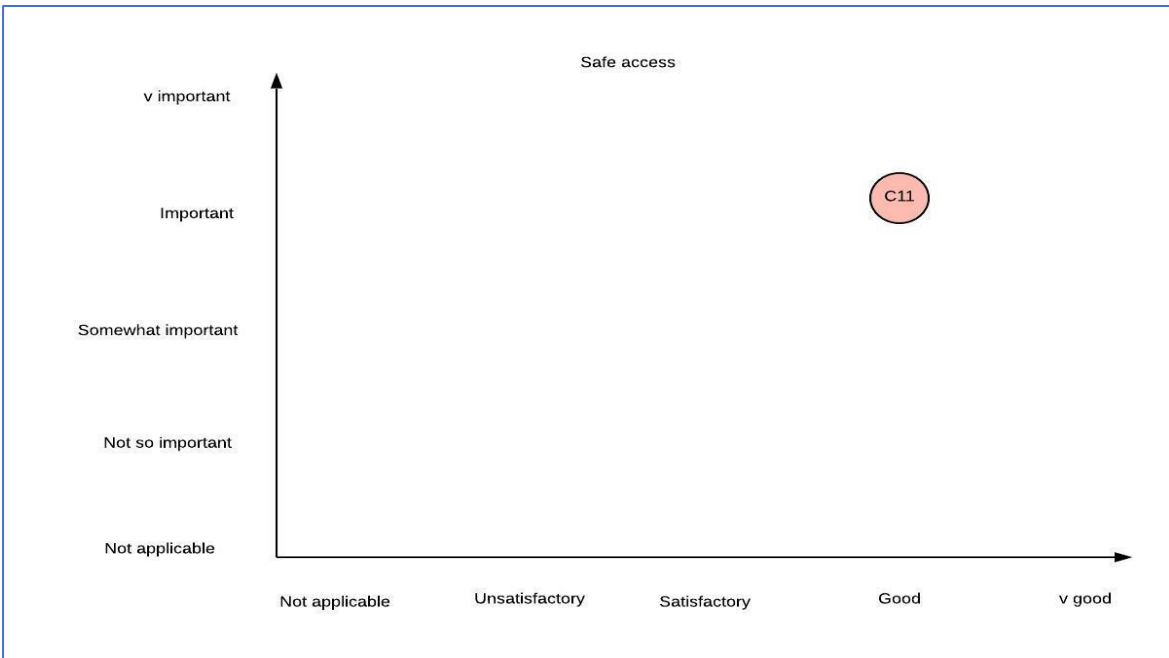 Safe access
v important
C11
Important
Somewhat important
Not so important
Not applicable
Not applicable Unsatisfactory Satisfactory Good v good